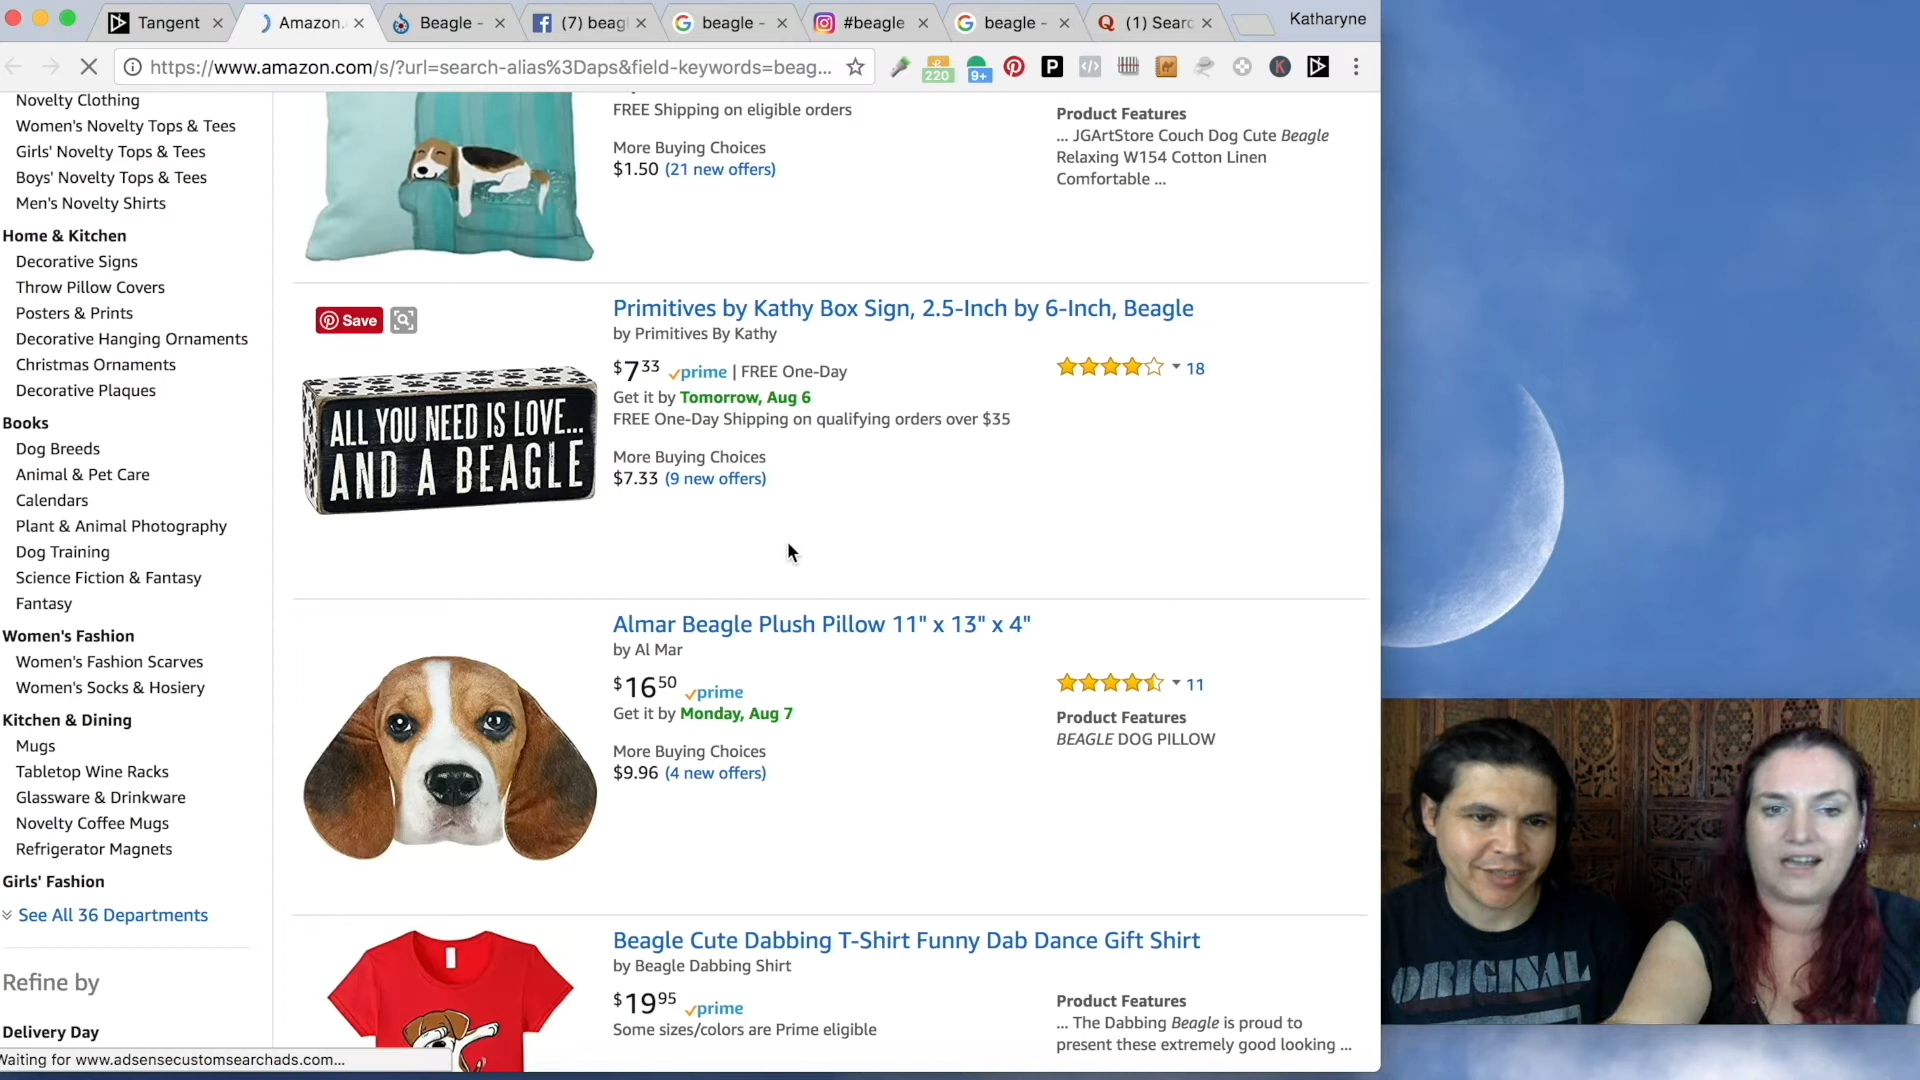 Tangent
Amazon.
Beagle -
(7) beag
beagle -
#beagle
beagle -
(1) Searc
Katharyne
https://www.amazon.com/s/?url=search-alias%3Daps&field-keywords=beag...
220
9+
Novelty Clothing
Women's Novelty Tops & Tees
Girls' Novelty Tops & Tees
Boys' Novelty Tops & Tees
Men's Novelty Shirts
Home & Kitchen
Decorative Signs
Throw Pillow Covers
Posters & Prints
Decorative Hanging Ornaments
Christmas Ornaments
Decorative Plaques
Books
Dog Breeds
Animal & Pet Care
Calendars
Plant & Animal Photography
Dog Training
Science Fiction & Fantasy
Fantasy
Women's Fashion
Women's Fashion Scarves
Women's Socks & Hosiery
Kitchen & Dining
Mugs
Tabletop Wine Racks
Glassware & Drinkware
Novelty Coffee Mugs
Refrigerator Magnets
Girls' Fashion
See All 36 Departments
Refine by
Delivery Day
Waiting for www.adsensecustomsearchads.com...
FREE Shipping on eligible orders
More Buying Choices
$1.50 (21 new offers)
Product Features
... JGArtStore Couch Dog Cute Beagle
Relaxing W154 Cotton Linen
Comfortable ...
Save
ALL YOU NEED IS LOVE...
AND A BEAGLE
Primitives by Kathy Box Sign, 2.5-Inch by 6-Inch, Beagle
by Primitives By Kathy
$7 33 prime | FREE One-Day
Get it by Tomorrow, Aug 6
FREE One-Day Shipping on qualifying orders over $35
More Buying Choices
$7.33 (9 new offers)
18
Almar Beagle Plush Pillow 11" x 13" x 4"
by Al Mar
$16 50 prime
Get it by Monday, Aug 7
More Buying Choices
$9.96 (4 new offers)
11
Product Features
BEAGLE DOG PILLOW
Beagle Cute Dabbing T-Shirt Funny Dab Dance Gift Shirt
by Beagle Dabbing Shirt
$19 95 prime
Some sizes/colors are Prime eligible
Product Features
... The Dabbing Beagle is proud to
present these extremely good looking ...
ORIGINAL